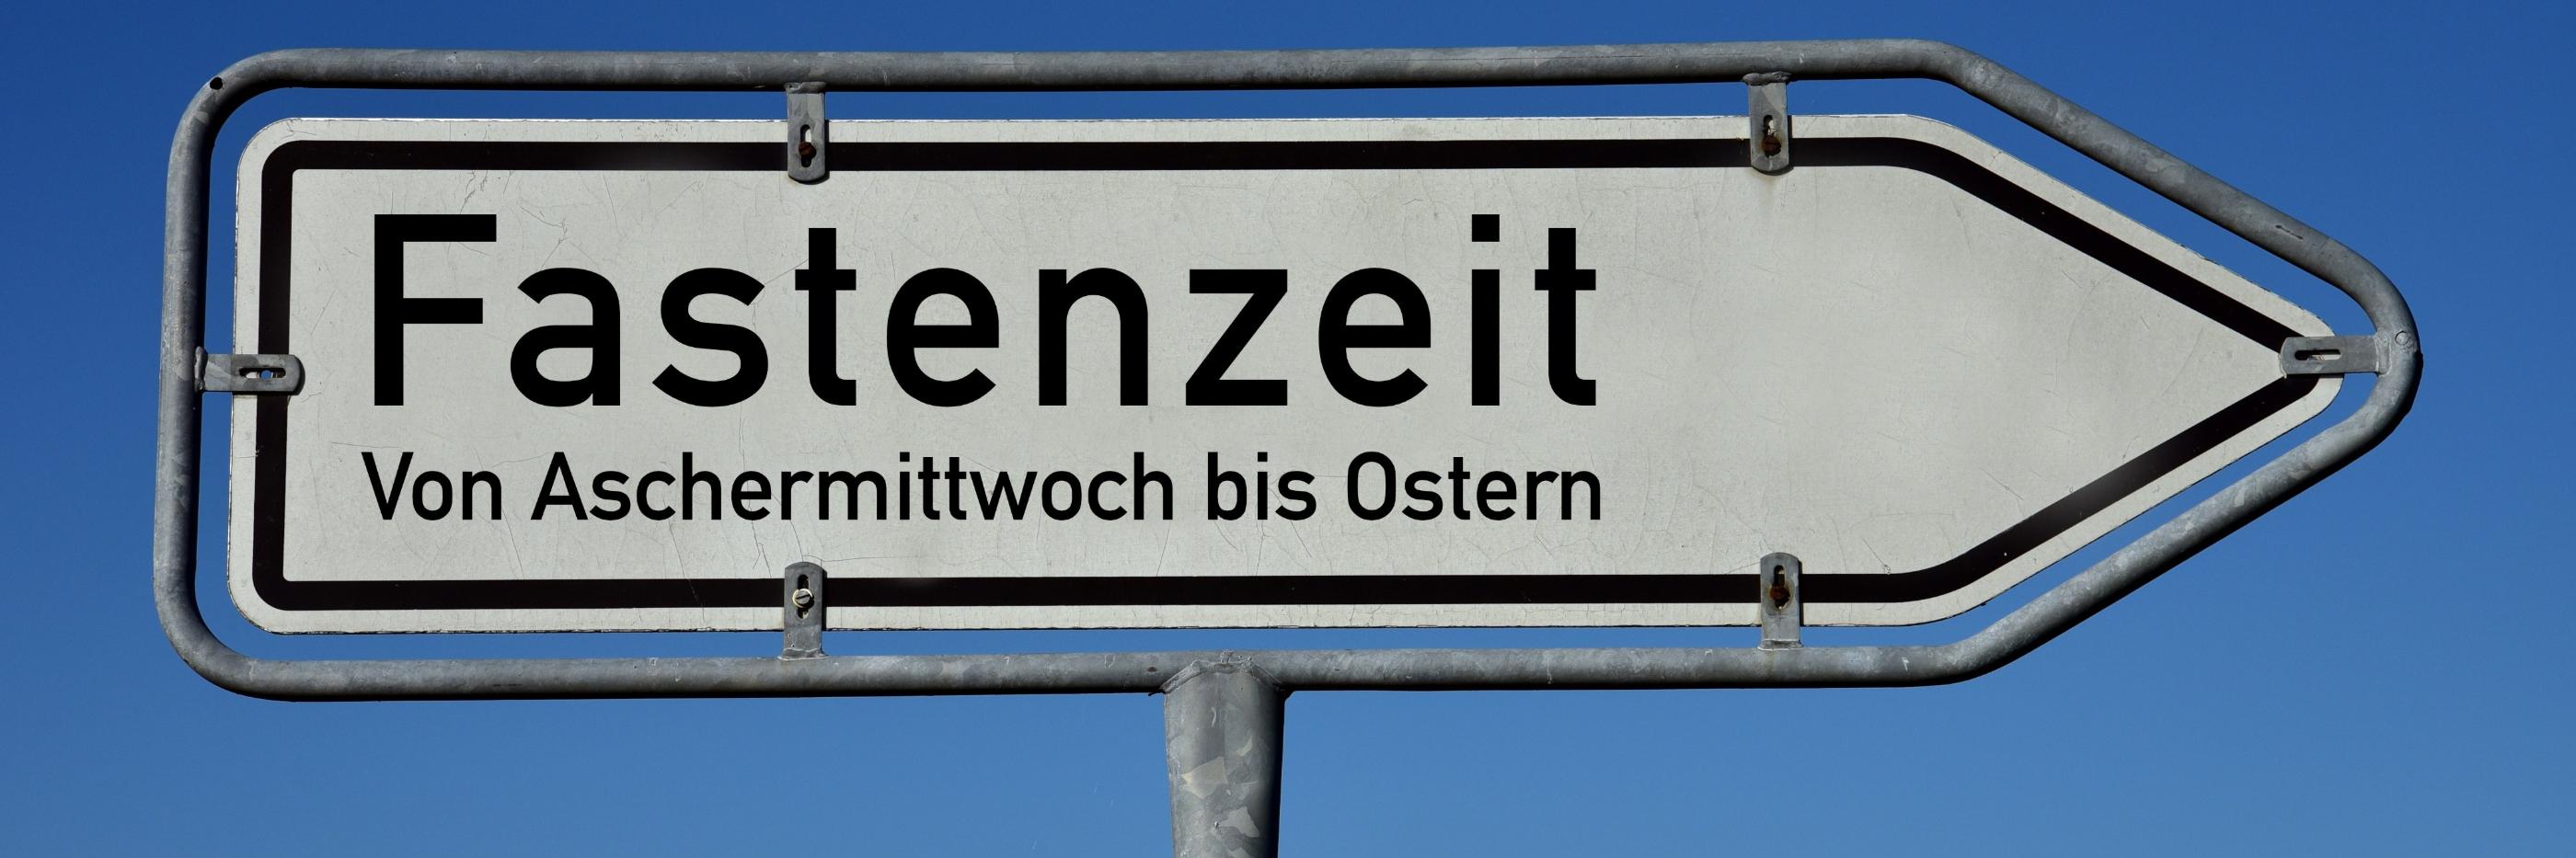 Fastenzeit
Von Aschermittwoch bis Ostern